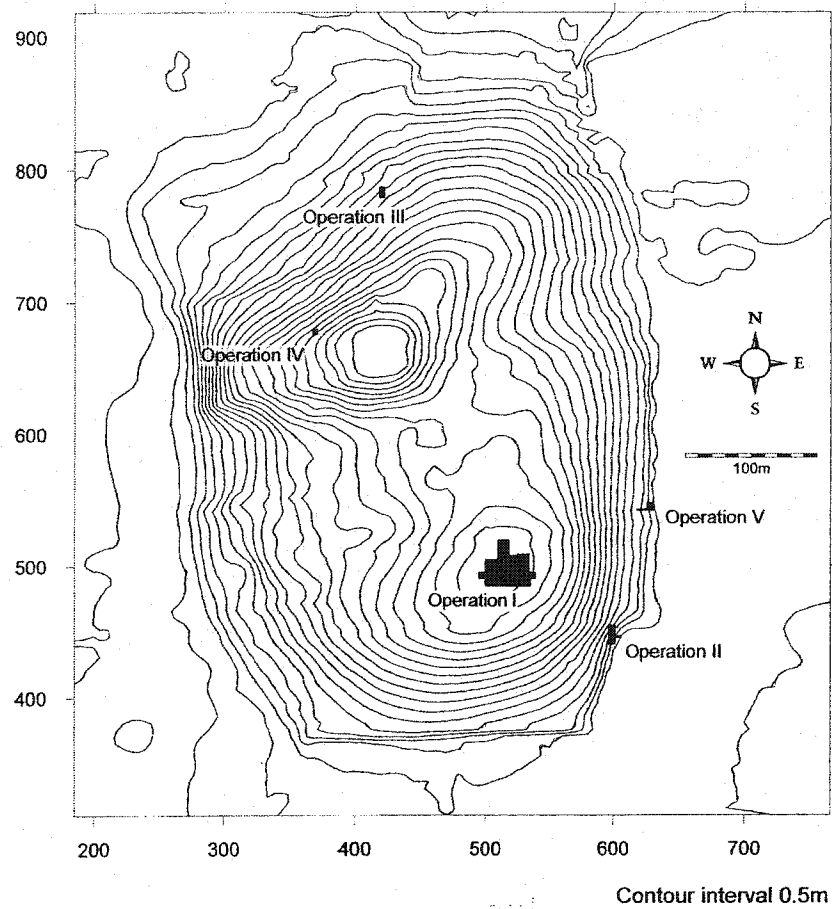 900
800
Operation III
700
N
Operation IV
W
E
S
600
100m
Operation V
500
Operation I
Operation II
400
200
300
400
500
600
700
Contour interval 0.5m